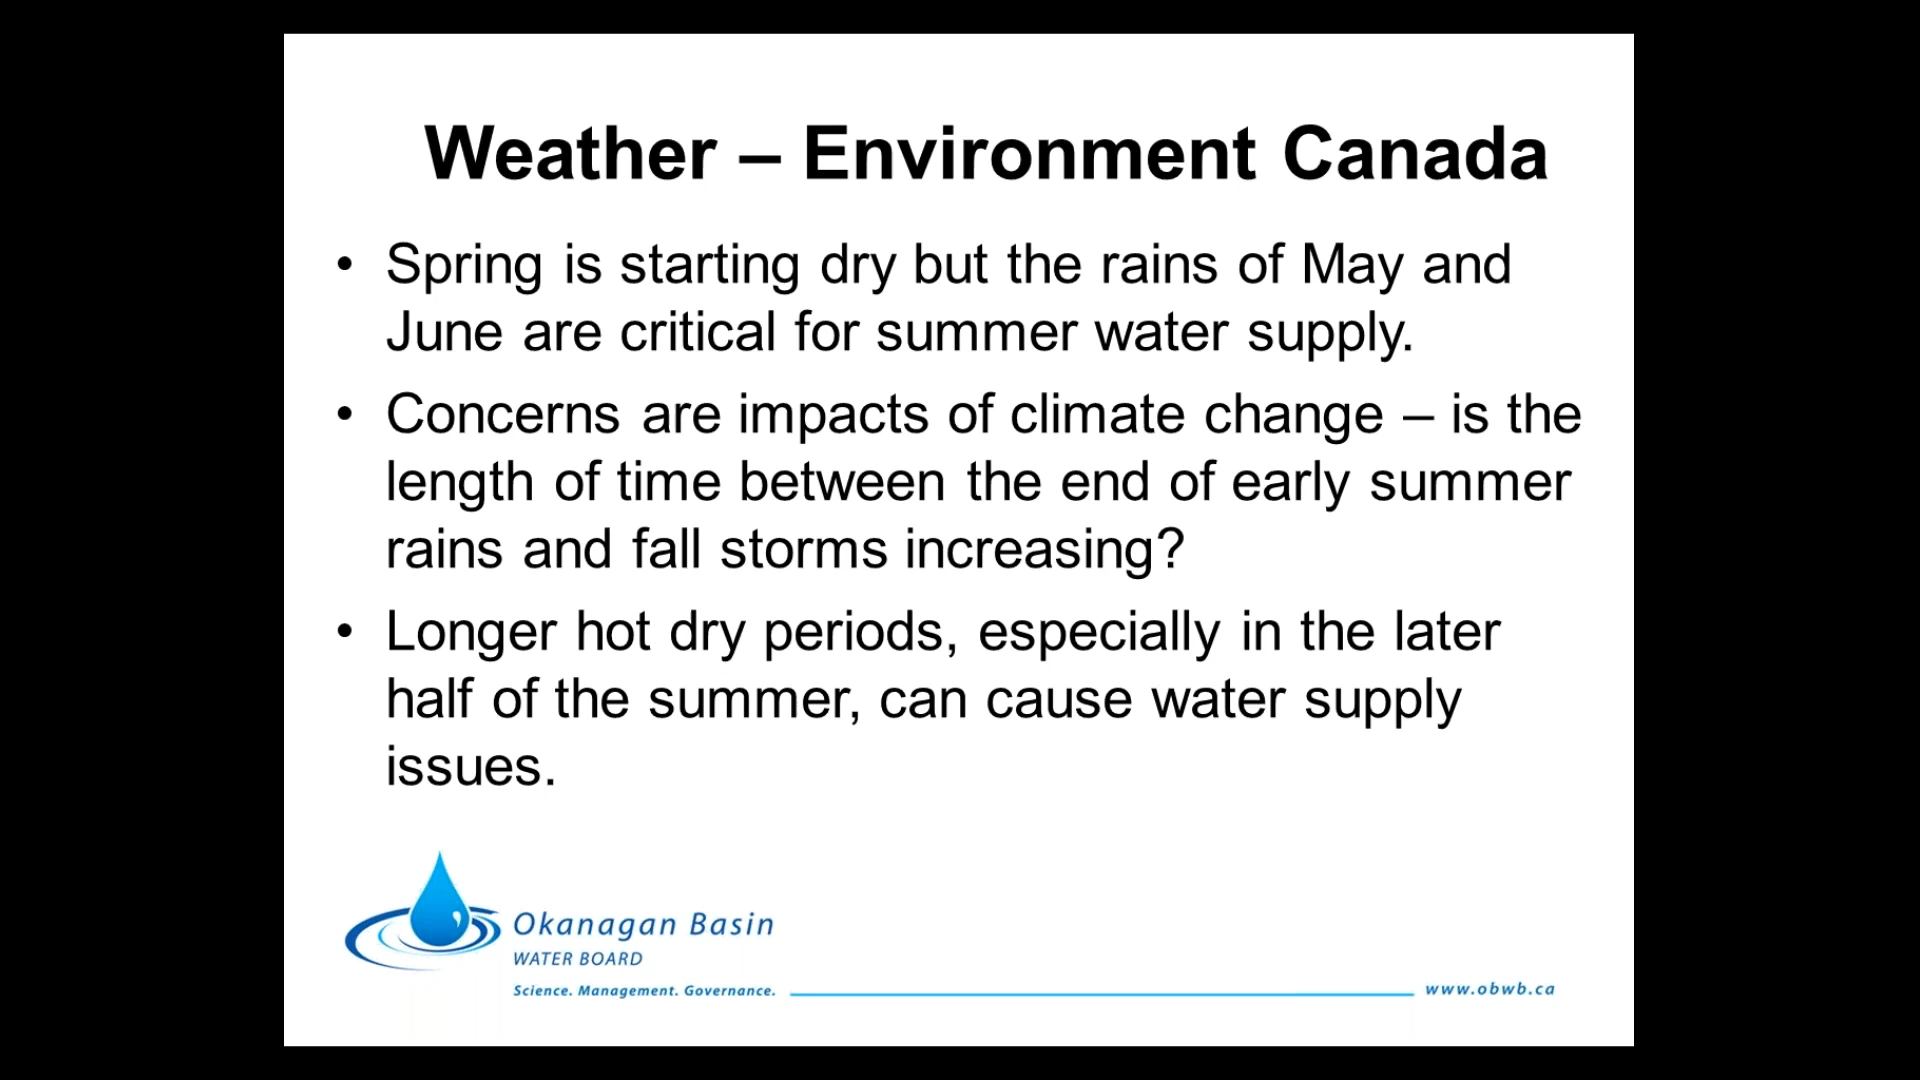 Weather – Environment Canada
• Spring is starting dry but the rains of May and
June are critical for summer water supply.
• Concerns are impacts of climate change – is the
length of time between the end of early summer
rains and fall storms increasing?
• Longer hot dry periods, especially in the later
half of the summer, can cause water supply
issues.
Okanagan Basin
WATER BOARD
Science. Management. Governance.
www.obwb.ca